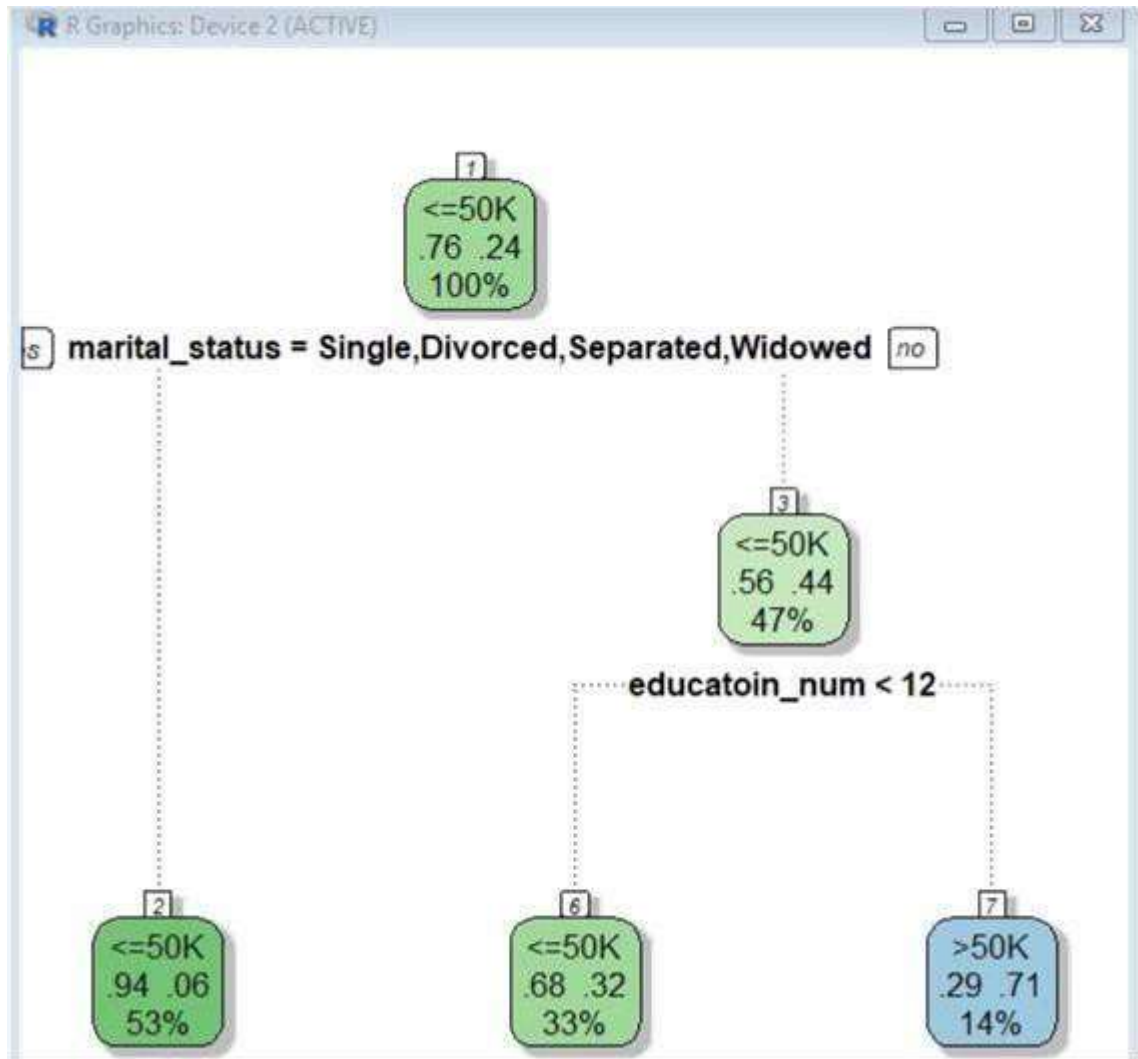 R Graphics: Device 2 (ACTIVE)
1
<=50K
.76 .24
100%
s marital_status = Single,Divorced,Separated,Widowed no
3
<=50K
.56 .44
47%
educatoin_num < 12
2
<=50K
.94 .06
53%
6
<=50K
.68 .32
33%
7
>50K
.29 .71
14%